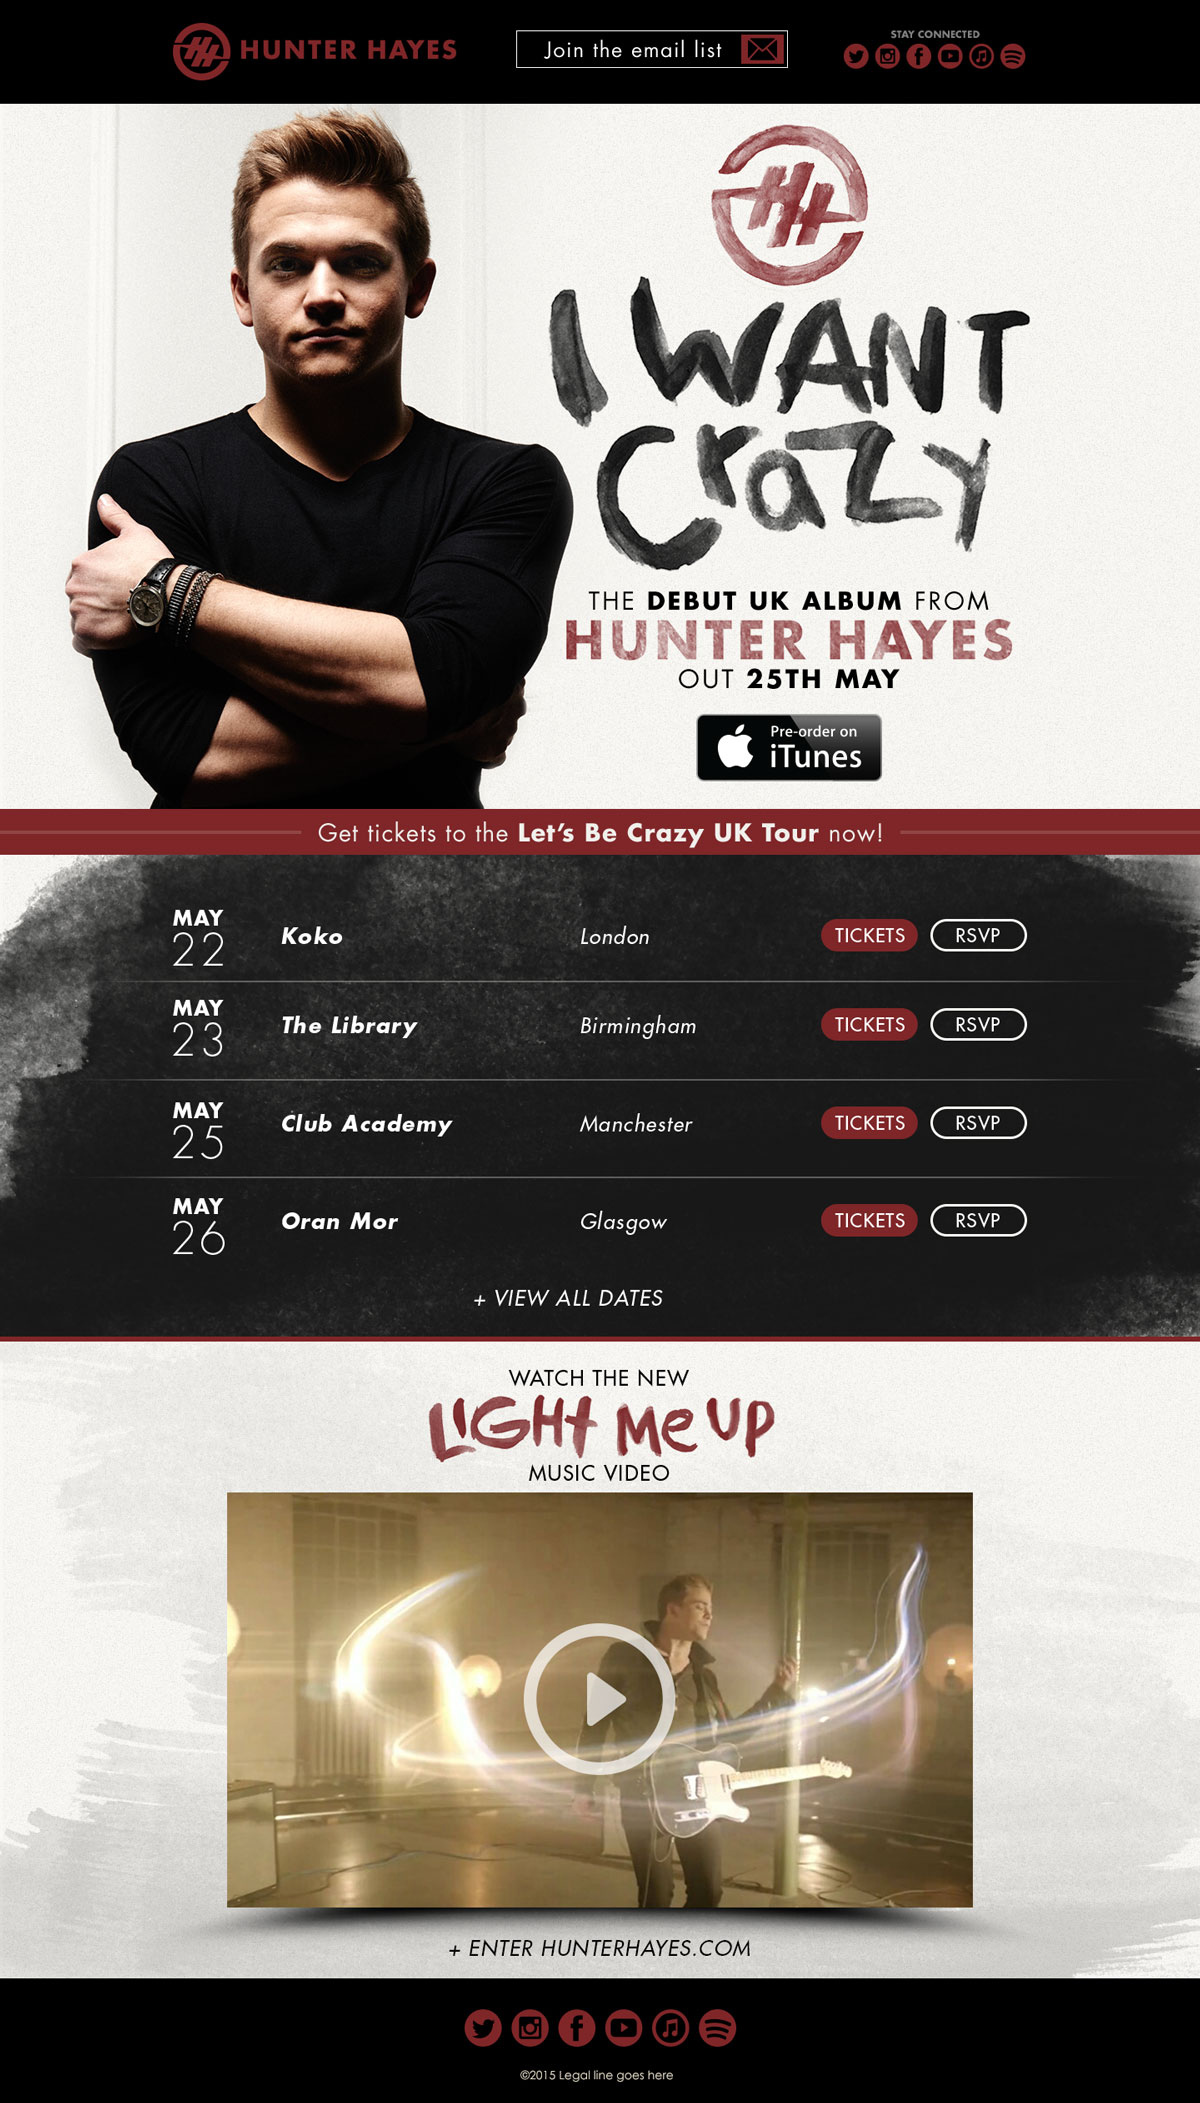 HH HUNTER HAYES
Join the email list
STAY CONNECTED
HH
I WANT
CraZy
THE DEBUT UK ALBUM FROM
HUNTER HAYES
OUT 25TH MAY
Pre-order on
iTunes
Get tickets to the Let's Be Crazy UK Tour now!
MAY
22
Koko
London
TICKETS
RSVP
MAY
23
The Library
Birmingham
TICKETS
RSVP
MAY
25
Club Academy
Manchester
TICKETS
RSVP
MAY
26
Oran Mor
Glasgow
TICKETS
RSVP
+ VIEW ALL DATES
WATCH THE NEW
LIGHt Me UP
MUSIC VIDEO
+ ENTER HUNTERHAYES.COM
©2015 Legal line goes here